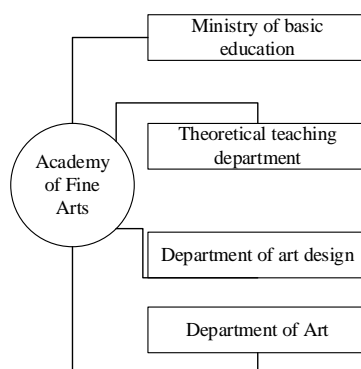 Ministry of basic
education
Theoretical teaching
department
Academy
of Fine
Arts
Department of art design
Department of Art